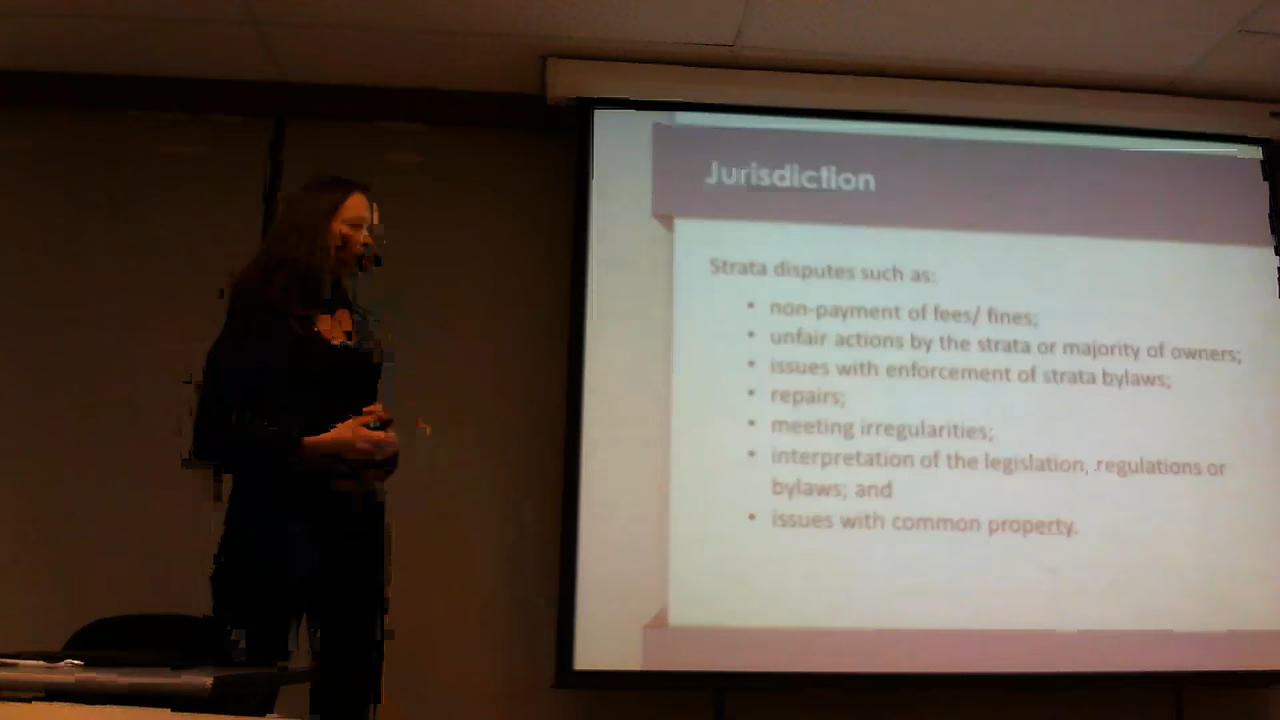 Jurisdiction
Strata disputes such as:
• non-payment of fees/ fines;
• unfair actions by the strata or majority of owners;
• issues with enforcement of strata bylaws;
• repairs;
• meeting irregularities;
• interpretation of the legislation, regulations or
bylaws; and
• issues with common property.